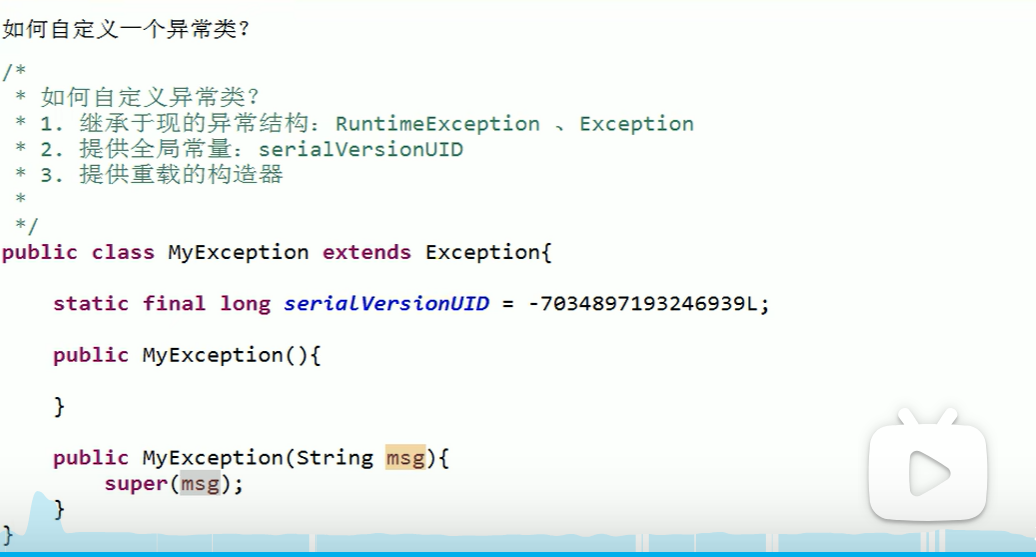 如何自定义一个异常类？
/*
 * 如何自定义异常类？
 * 1. 继承于现的异常结构：RuntimeException 、Exception
 * 2. 提供全局常量：serialVersionUID
 * 3. 提供重载的构造器
 *
 */
public class MyException extends Exception{
    static final long serialVersionUID = -7034897193246939L;
    public MyException(){
    }
    public MyException(String msg){
        super(msg);
    }
}